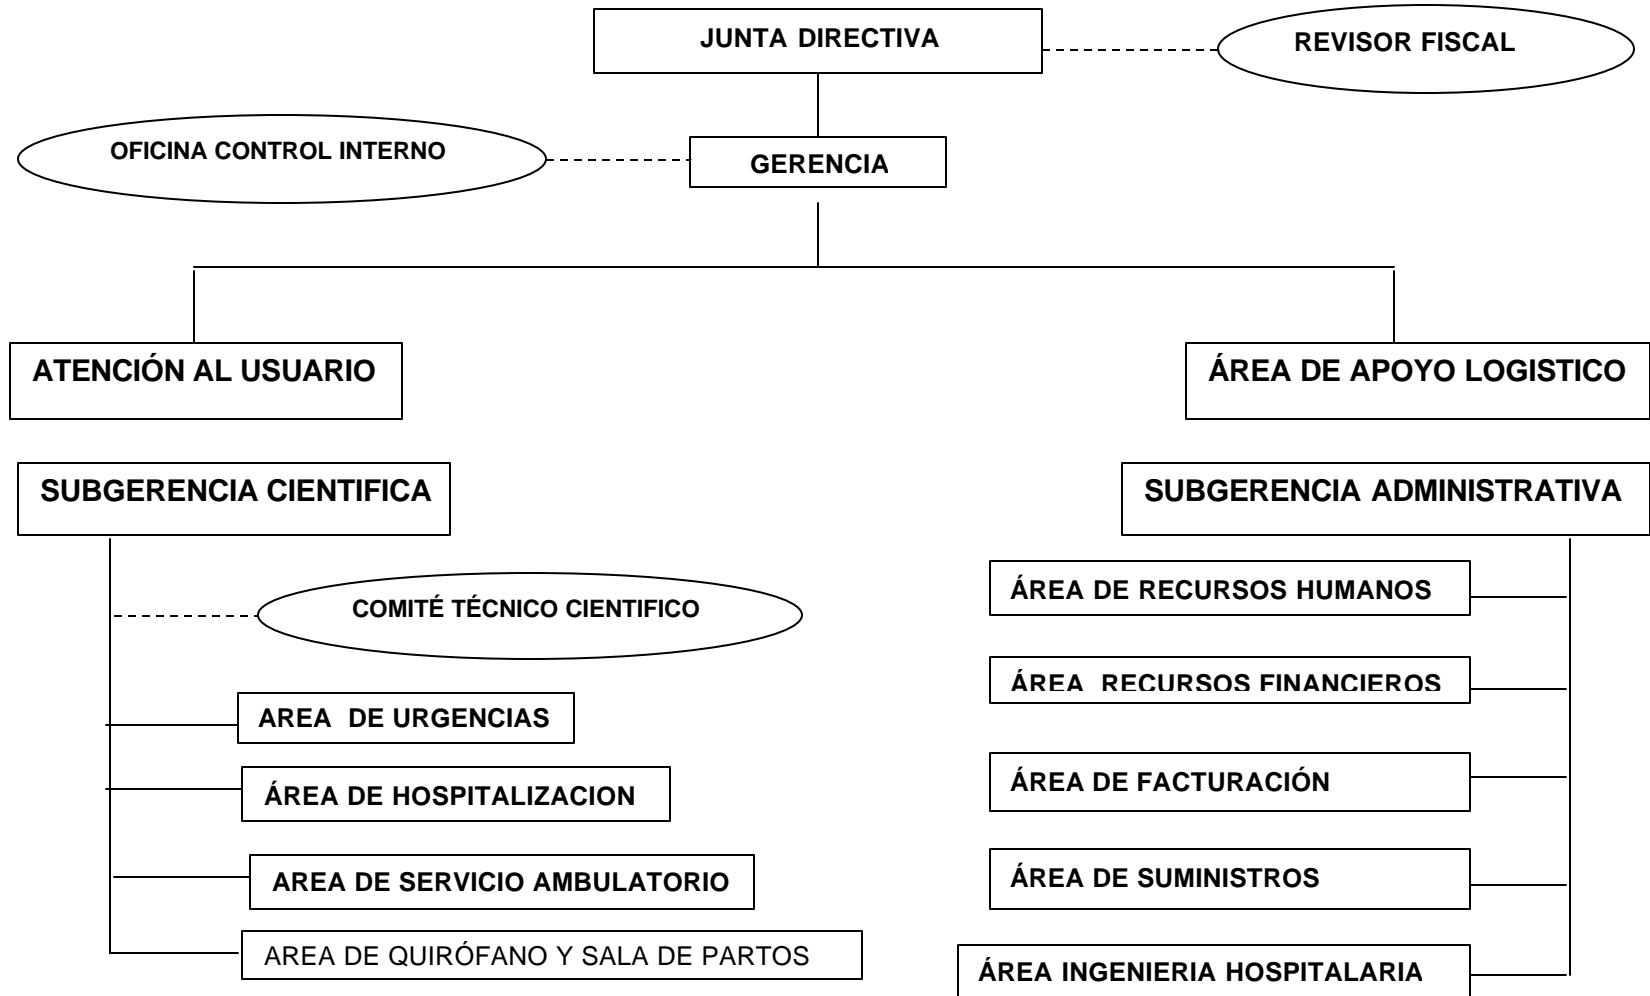 JUNTA DIRECTIVA
REVISOR FISCAL
OFICINA CONTROL INTERNO
GERENCIA
ATENCIÓN AL USUARIO
ÁREA DE APOYO LOGISTICO
SUBGERENCIA CIENTIFICA
SUBGERENCIA ADMINISTRATIVA
COMITÉ TÉCNICO CIENTIFICO
AREA DE URGENCIAS
ÁREA DE HOSPITALIZACION
AREA DE SERVICIO AMBULATORIO
AREA DE QUIRÓFANO Y SALA DE PARTOS
ÁREA DE RECURSOS HUMANOS
ÁREA RECURSOS FINANCIEROS
ÁREA DE FACTURACIÓN
ÁREA DE SUMINISTROS
ÁREA INGENIERIA HOSPITALARIA